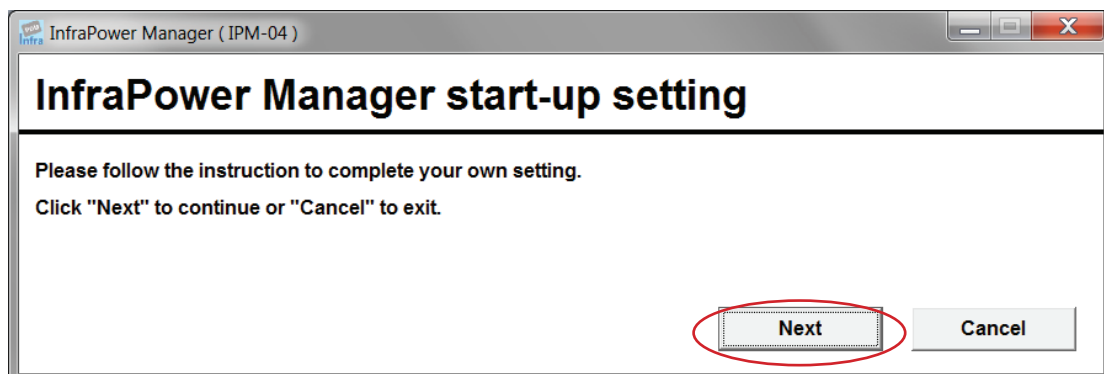 InfraPower Manager ( IPM-04 )
InfraPower Manager start-up setting
Please follow the instruction to complete your own setting.
Click "Next" to continue or "Cancel" to exit.
Next
Cancel